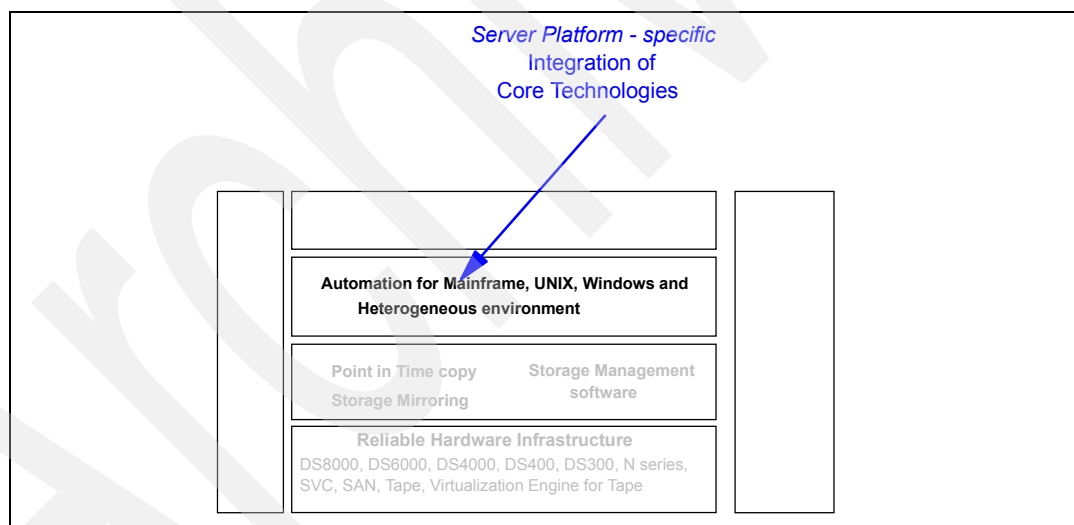 Server Platform - specific
Integration of
Core Technologies
Automation for Mainframe, UNIX, Windows and
Heterogeneous environment
Point in Time copy
Storage Mirroring
Storage Management
software
Reliable Hardware Infrastructure
DS8000, DS6000, DS4000, DS400, DS300, N series,
SVC, SAN, Tape, Virtualization Engine for Tape